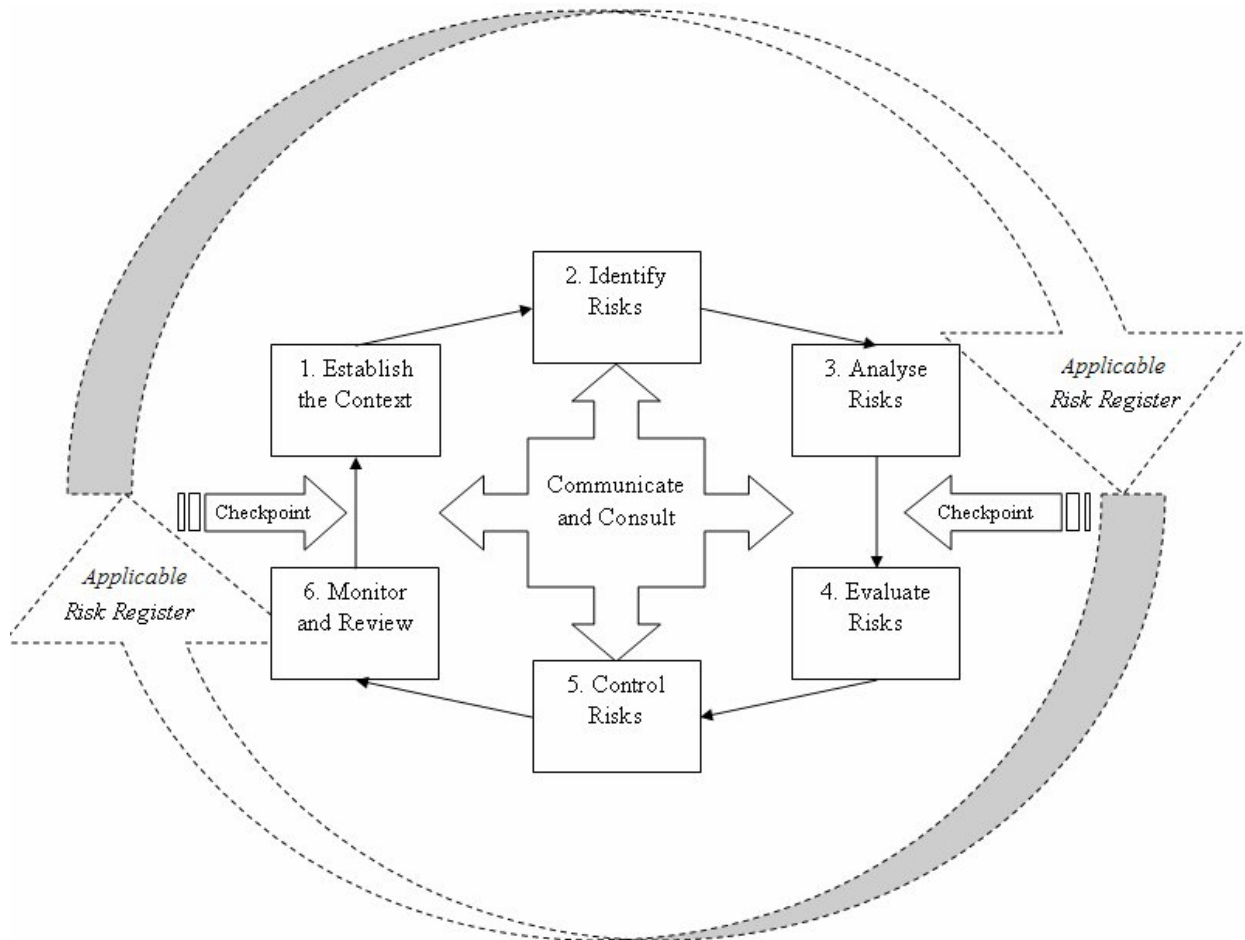 2. Identify
Risks
1. Establish
the Context
3. Analyse
Risks
Applicable
Risk Register
Communicate
and Consult
Checkpoint
Checkpoint
Applicable
Risk Register
6. Monitor
and Review
4. Evaluate
Risks
5. Control
Risks